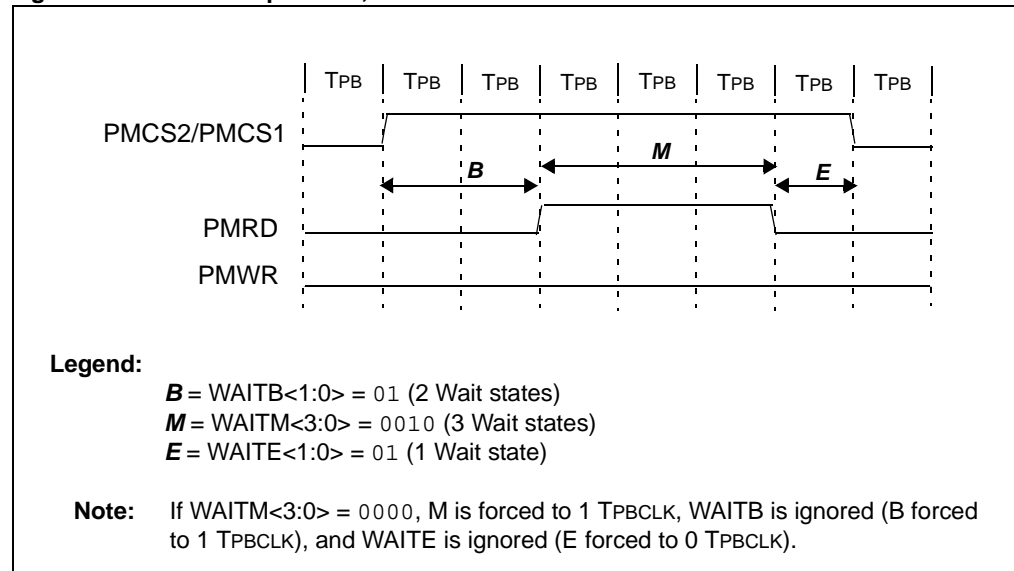 TPB TPB TPB TPB TPB TPB TPB TPB
PMCS2/PMCS1
B M E
PMRD
PMWR
Legend:
B = WAITB<1:0> = 01 (2 Wait states)
M = WAITM<3:0> = 0010 (3 Wait states)
E = WAITE<1:0> = 01 (1 Wait state)
Note: If WAITM<3:0> = 0000, M is forced to 1 TPBCLK, WAITB is ignored (B forced
to 1 TPBCLK), and WAITE is ignored (E forced to 0 TPBCLK).